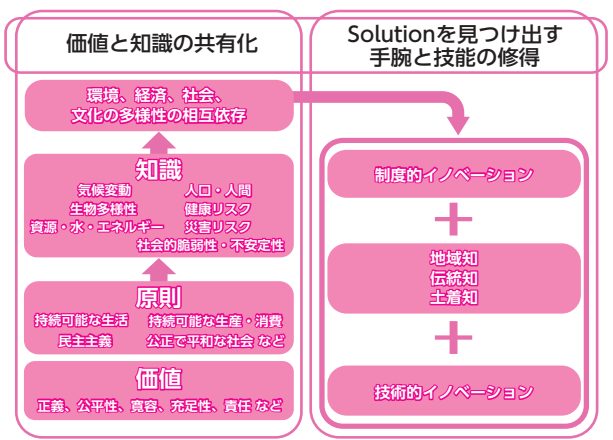 価値と知識の共有化
環境、経済、社会、
文化の多様性の相互依存
知識
気候変動 人口・人間
生物多様性 健康リスク
資源・水・エネルギー 災害リスク
社会的脆弱性・不安定性
原則
持続可能な生活 持続可能な生産・消費
民主主義 公正で平和な社会 など
価値
正義、公平性、寛容、充足性、責任 など
Solutionを見つけ出す
手腕と技能の修得
制度的イノベーション
+
地域知
伝統知
土着知
+
技術的イノベーション